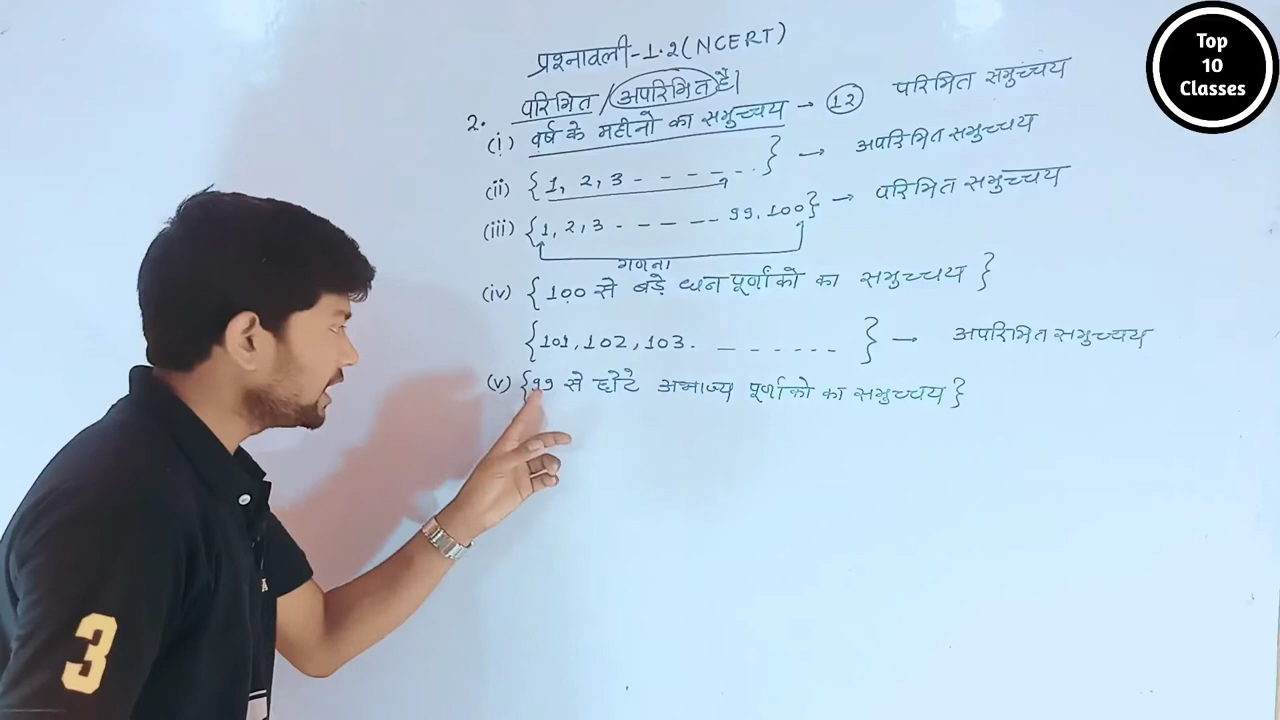 Top
10
Classes
प्रश्नावली-1.2(NCERT)
2. परिमित / अपरिमित है।
(i) वर्ष के महीनो का समुच्चय → 12 परिमित समुच्चय
(ii) {1, 2, 3 - - - - - - .} → अपरिमित समुच्चय
(iii) {1, 2, 3 - - - - - 99, 100} → परिमित समुच्चय
गणना
(iv) {100 से बड़े धन पूर्णांको का समुच्चय}
{101, 102, 103. - - - - - -} → अपरिमित समुच्चय
(v) {99 से छोटे अभाज्य पूर्णांको का समुच्चय}
3